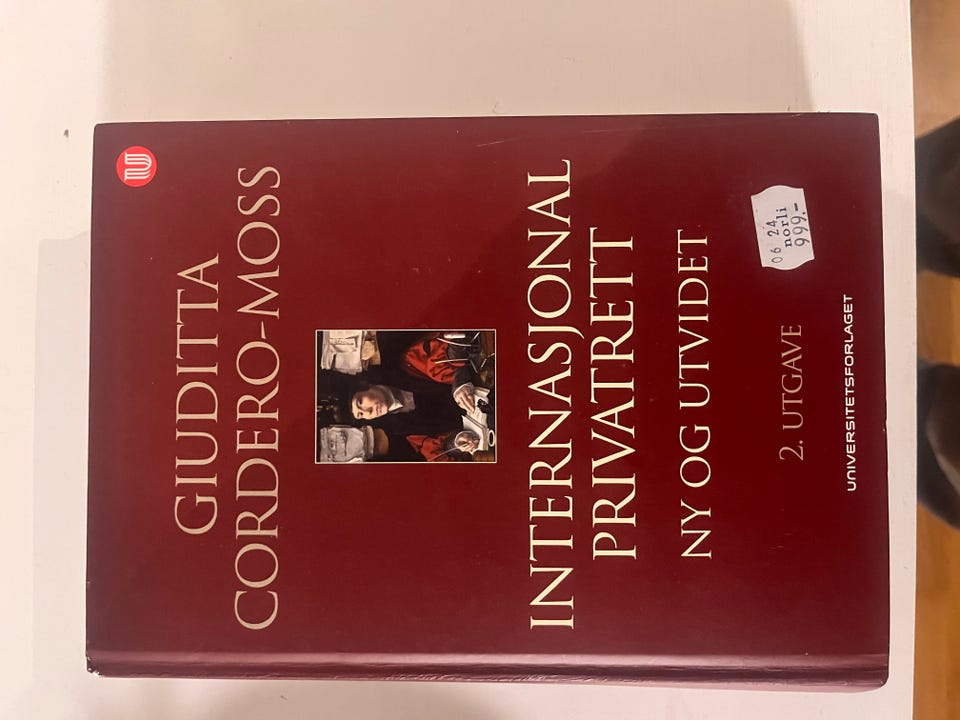 GIUDITTA
CORDERO-MOSS
INTERNASJONAL
PRIVATRETT
NY OG UTVIDET
06 24
norli
999.-
2. UTGAVE
UNIVERSITETSFORLAGET